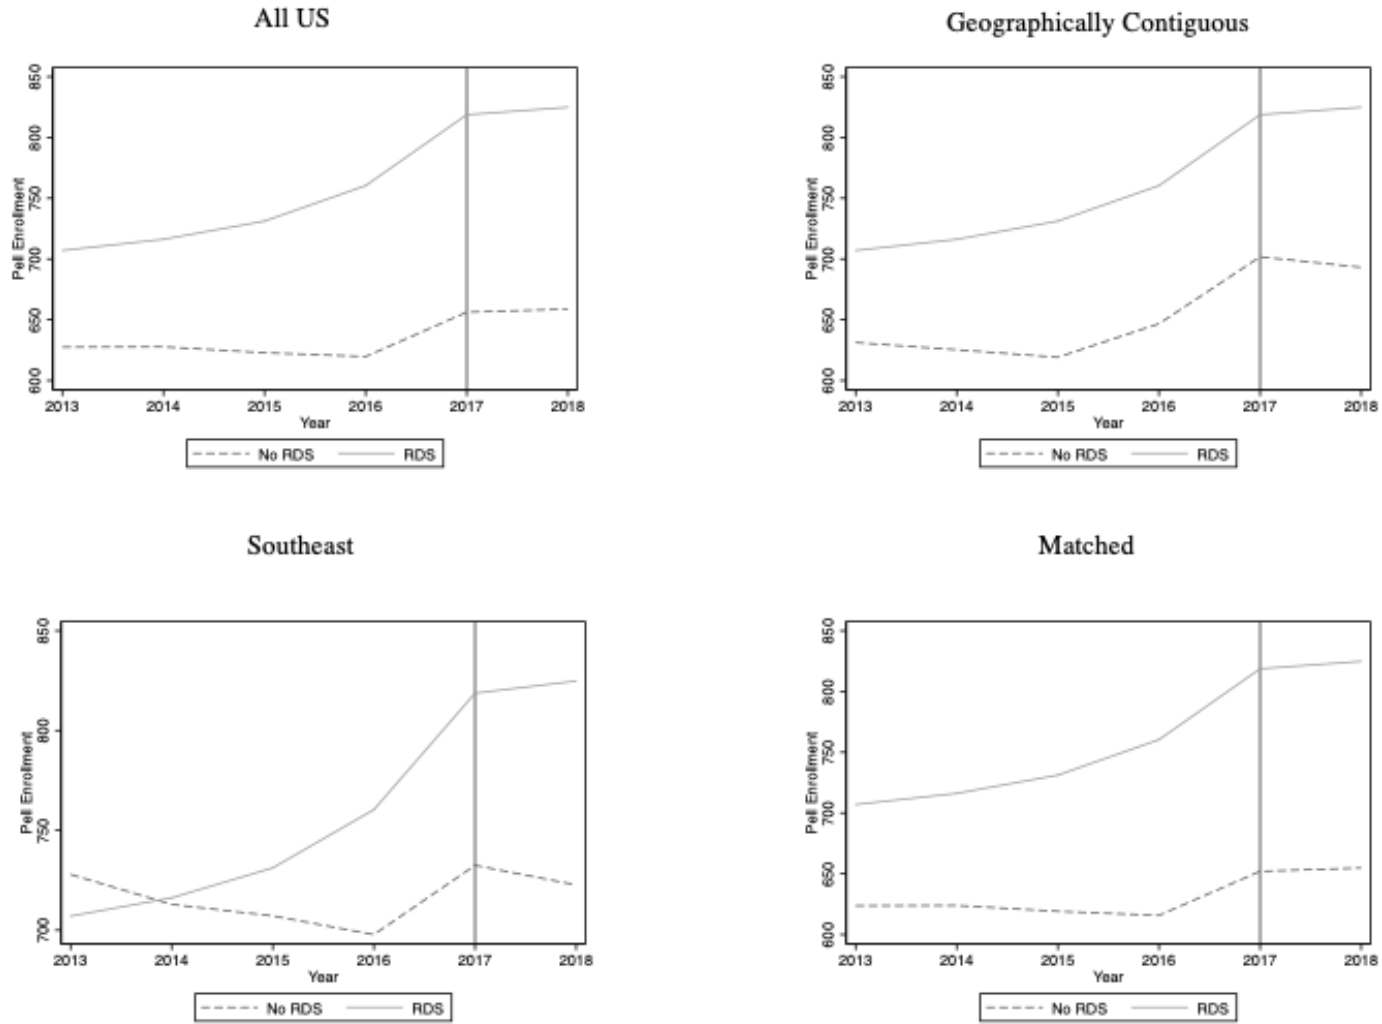 All US
850
800
750
700
650
600
Pell Enrollment
2013 2014 2015 2016 2017 2018
Year
No RDS RDS
Geographically Contiguous
850
800
750
700
650
600
Pell Enrollment
2013 2014 2015 2016 2017 2018
Year
No RDS RDS
Southeast
850
800
750
700
Pell Enrollment
2013 2014 2015 2016 2017 2018
Year
No RDS RDS
Matched
850
800
750
700
650
600
Pell Enrollment
2013 2014 2015 2016 2017 2018
Year
No RDS RDS